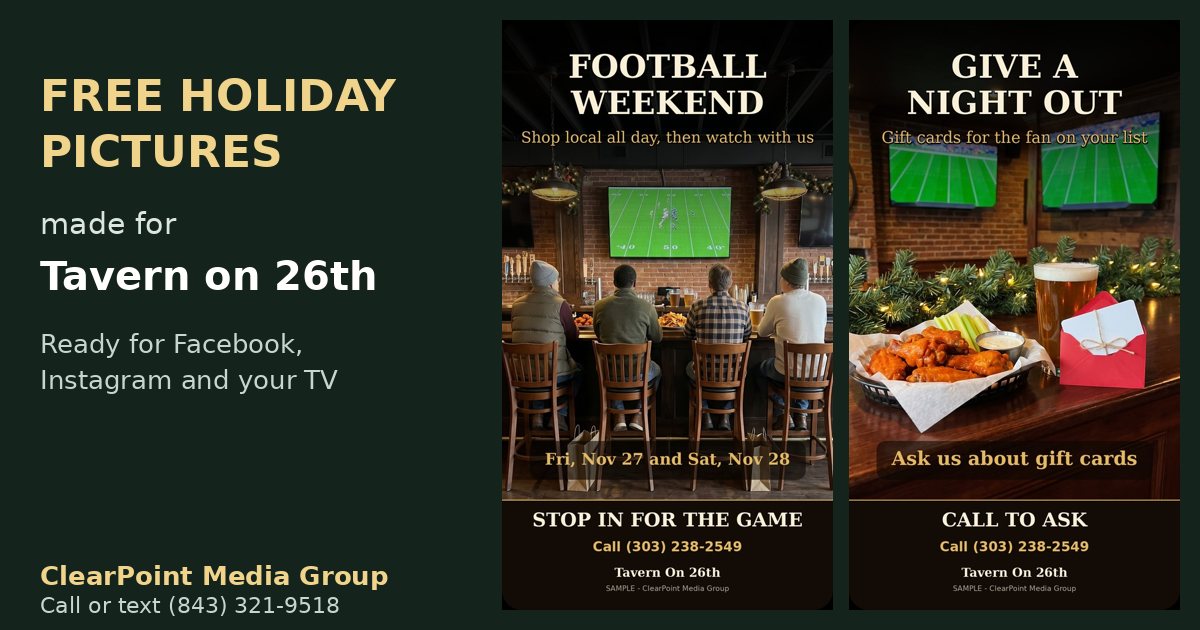 FREE HOLIDAY
PICTURES
made for
Tavern on 26th
Ready for Facebook,
Instagram and your TV
ClearPoint Media Group
Call or text (843) 321-9518
FOOTBALL
WEEKEND
Shop local all day, then watch with us
40 50 40
Fri, Nov 27 and Sat, Nov 28
STOP IN FOR THE GAME
Call (303) 238-2549
Tavern On 26th
SAMPLE - ClearPoint Media Group
GIVE A
NIGHT OUT
Gift cards for the fan on your list
Ask us about gift cards
CALL TO ASK
Call (303) 238-2549
Tavern On 26th
SAMPLE - ClearPoint Media Group